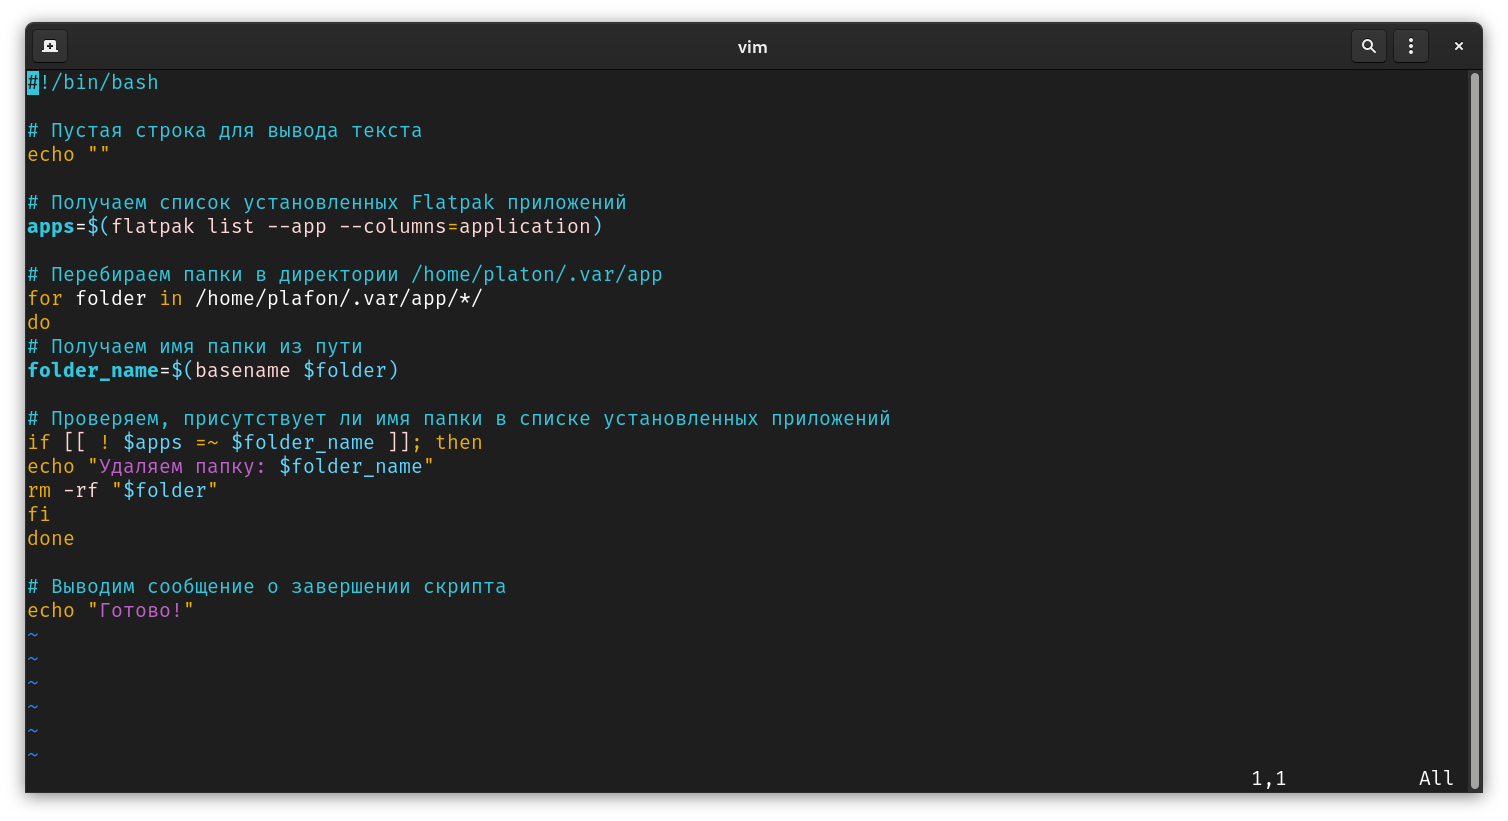 vim
#!/bin/bash
# Пустая строка для вывода текста
echo ""
# Получаем список установленных Flatpak приложений
apps=$(flatpak list --app --columns=application)
# Перебираем папки в директории /home/platon/.var/app
for folder in /home/plafon/.var/app/*/
do
# Получаем имя папки из пути
folder_name=$(basename $folder)
# Проверяем, присутствует ли имя папки в списке установленных приложений
if [[ ! $apps =~ $folder_name ]]; then
echo "Удаляем папку: $folder_name"
rm -rf "$folder"
fi
done
# Выводим сообщение о завершении скрипта
echo "Готово!"
~
~
~
~
~
~
1,1 All